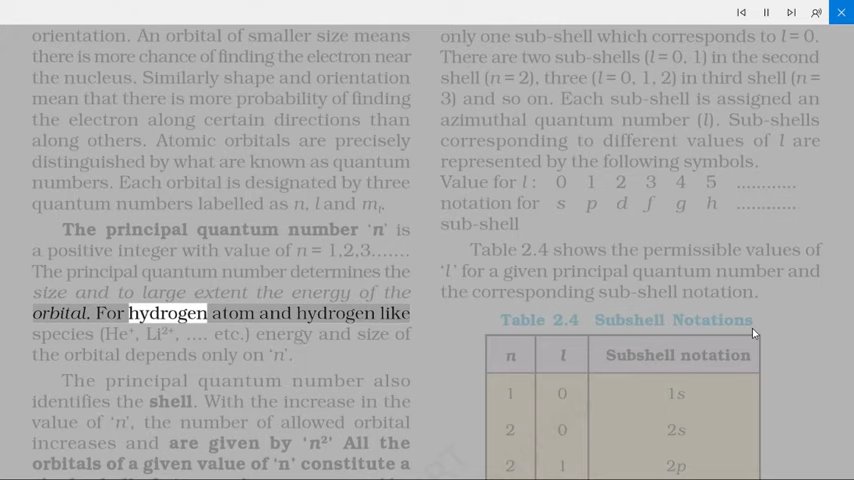 orientation. An orbital of smaller size means
there is more chance of finding the electron near
the nucleus. Similarly shape and orientation
mean that there is more probability of finding
the electron along certain directions than
along others. Atomic orbitals are precisely
distinguished by what are known as quantum
numbers. Each orbital is designated by three
quantum numbers labelled as n, l and mₗ.
The principal quantum number ‘n’ is
a positive integer with value of n = 1,2,3.......
The principal quantum number determines the
size and to large extent the energy of the
orbital. For hydrogen atom and hydrogen like
species (He⁺, Li²⁺, .... etc.) energy and size of
the orbital depends only on ‘n’.
The principal quantum number also
identifies the shell. With the increase in the
value of ‘n’, the number of allowed orbital
increases and are given by ‘n²’ All the
orbitals of a given value of ‘n’ constitute a
only one sub-shell which corresponds to l = 0.
There are two sub-shells (l = 0, 1) in the second
shell (n = 2), three (l = 0, 1, 2) in third shell (n =
3) and so on. Each sub-shell is assigned an
azimuthal quantum number (l). Sub-shells
corresponding to different values of l are
represented by the following symbols.
Value for l : 0 1 2 3 4 5 ............
notation for s p d f g h ............
sub-shell
Table 2.4 shows the permissible values of
‘l’ for a given principal quantum number and
the corresponding sub-shell notation.
Table 2.4 Subshell Notations
n l Subshell notation
1 0 1s
2 0 2s
2 1 2p